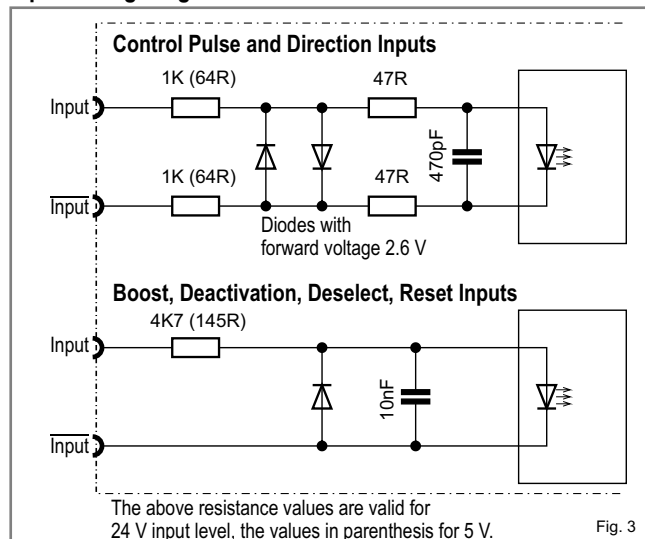 Control Pulse and Direction Inputs
1K (64R)
47R
Input
470pF
1K (64R)
47R
Input
Diodes with
forward voltage 2.6 V
Boost, Deactivation, Deselect, Reset Inputs
4K7 (145R)
Input
10nF
Input
The above resistance values are valid for
24 V input level, the values in parenthesis for 5 V.
Fig. 3